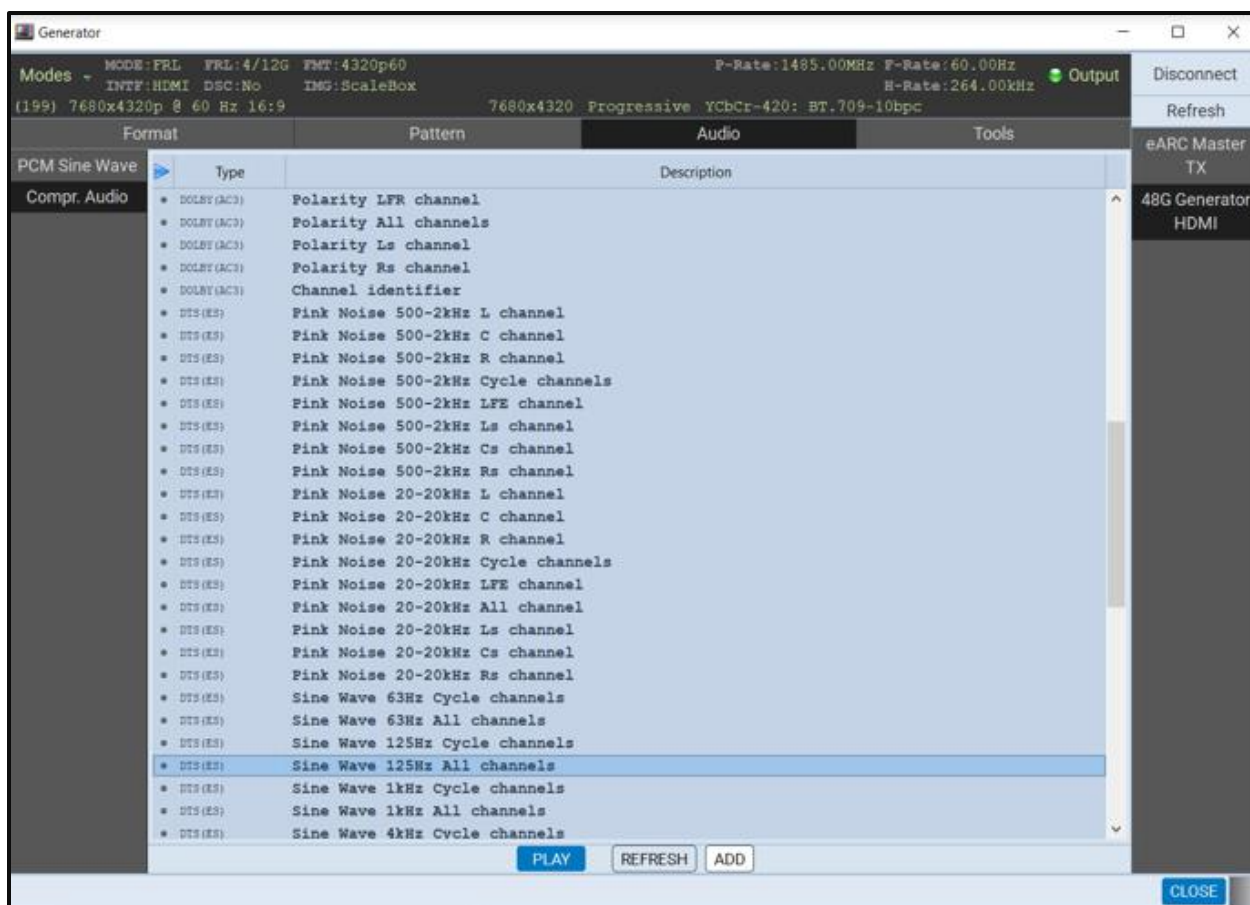 Generator
Modes MODE:FRL FRL:4/12G FMT:4320p60 P-Rate:1485.00MHz F-Rate:60.00Hz Output Disconnect
INTF:HDMI DSC:No IMG:ScaleBox H-Rate:264.00kHz
(199) 7680x4320p @ 60 Hz 16:9 7680x4320 Progressive YCbCr-420: BT.709-10bpc Refresh
Format Pattern Audio Tools eARC Master TX
PCM Sine Wave Type Description
Compr. Audio DOLBY(AC3) Polarity LFR channel 48G Generator HDMI
DOLBY(AC3) Polarity All channels
DOLBY(AC3) Polarity Ls channel
DOLBY(AC3) Polarity Rs channel
DOLBY(AC3) Channel identifier
DTS(ES) Pink Noise 500-2kHz L channel
DTS(ES) Pink Noise 500-2kHz C channel
DTS(ES) Pink Noise 500-2kHz R channel
DTS(ES) Pink Noise 500-2kHz Cycle channels
DTS(ES) Pink Noise 500-2kHz LFE channel
DTS(ES) Pink Noise 500-2kHz Ls channel
DTS(ES) Pink Noise 500-2kHz Cs channel
DTS(ES) Pink Noise 500-2kHz Rs channel
DTS(ES) Pink Noise 20-20kHz L channel
DTS(ES) Pink Noise 20-20kHz C channel
DTS(ES) Pink Noise 20-20kHz R channel
DTS(ES) Pink Noise 20-20kHz Cycle channels
DTS(ES) Pink Noise 20-20kHz LFE channel
DTS(ES) Pink Noise 20-20kHz All channel
DTS(ES) Pink Noise 20-20kHz Ls channel
DTS(ES) Pink Noise 20-20kHz Cs channel
DTS(ES) Pink Noise 20-20kHz Rs channel
DTS(ES) Sine Wave 63Hz Cycle channels
DTS(ES) Sine Wave 63Hz All channels
DTS(ES) Sine Wave 125Hz Cycle channels
DTS(ES) Sine Wave 125Hz All channels
DTS(ES) Sine Wave 1kHz Cycle channels
DTS(ES) Sine Wave 1kHz All channels
DTS(ES) Sine Wave 4kHz Cycle channels
PLAY REFRESH ADD
CLOSE